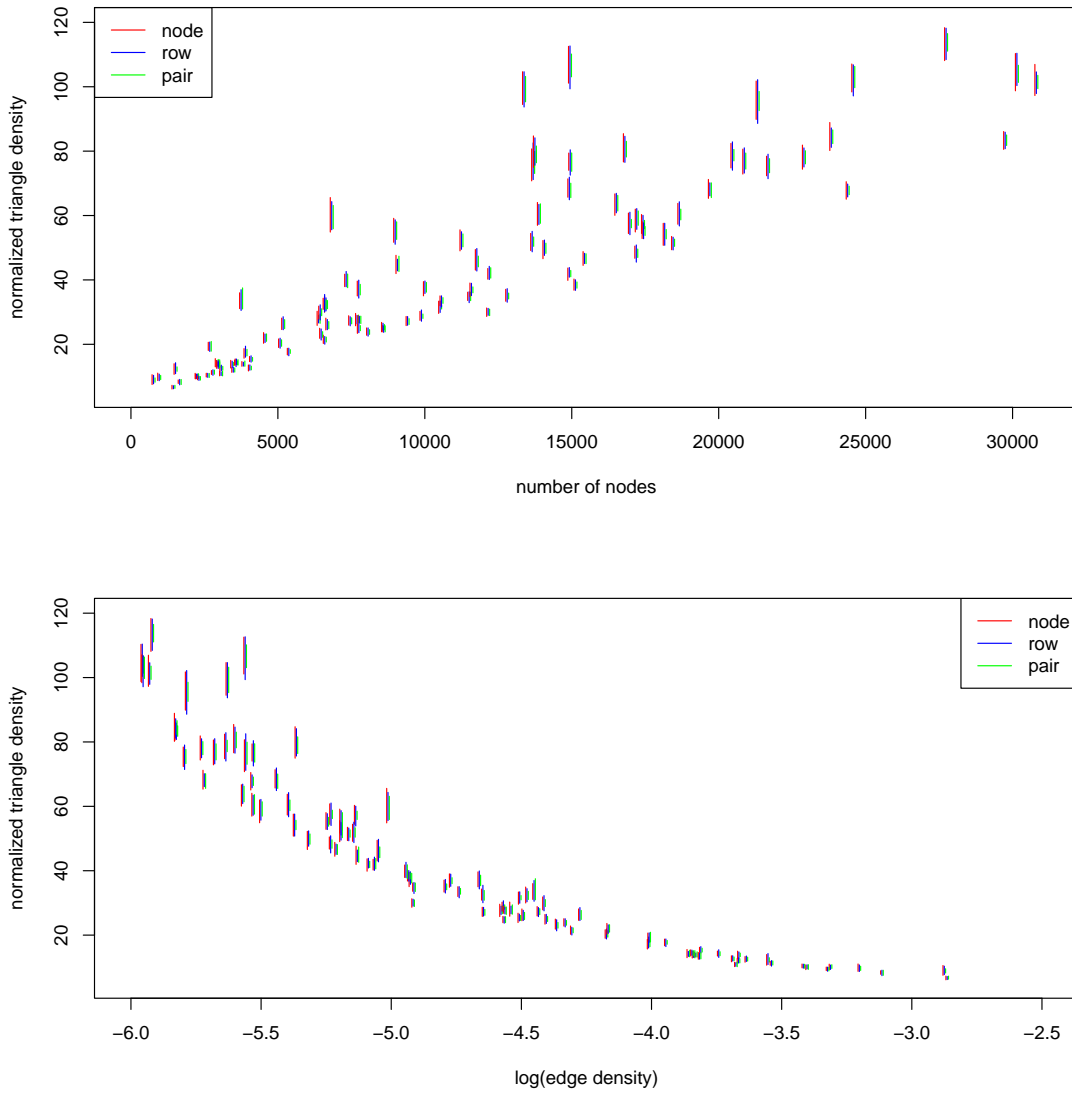 node
row
pair
normalized triangle density
20
40
60
80
100
120
0
5000
10000
15000
20000
25000
30000
number of nodes
node
row
pair
normalized triangle density
20
40
60
80
100
120
−6.0
−5.5
−5.0
−4.5
−4.0
−3.5
−3.0
−2.5
log(edge density)